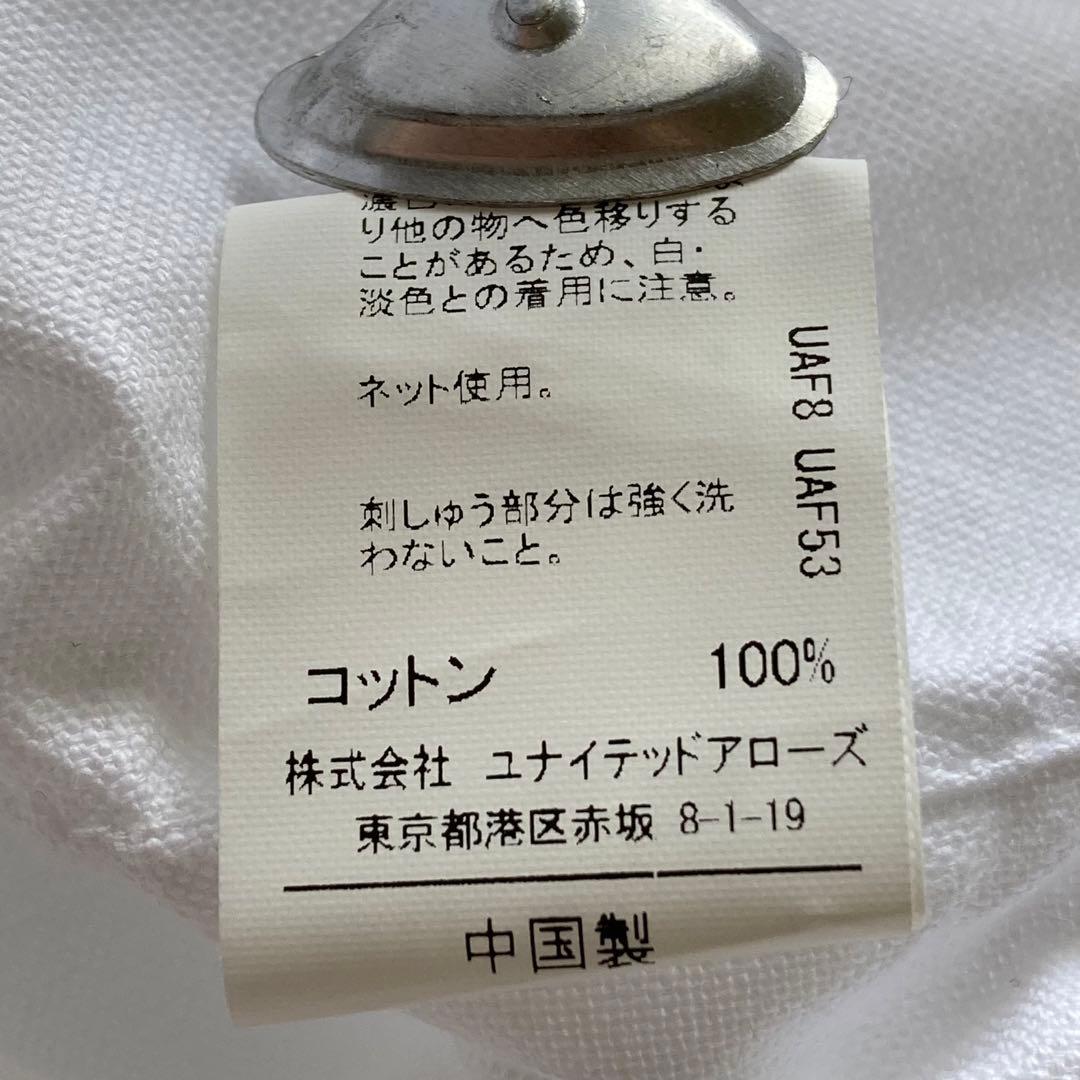 り他の物へ色移りする
ことがあるため、白・
淡色との着用に注意。
ネット使用。
刺しゅう部分は強く洗
わないこと。
コットン 100%
株式会社 ユナイテッドアローズ
東京都港区赤坂 8-1-19
中国製
UAF8 UAF53